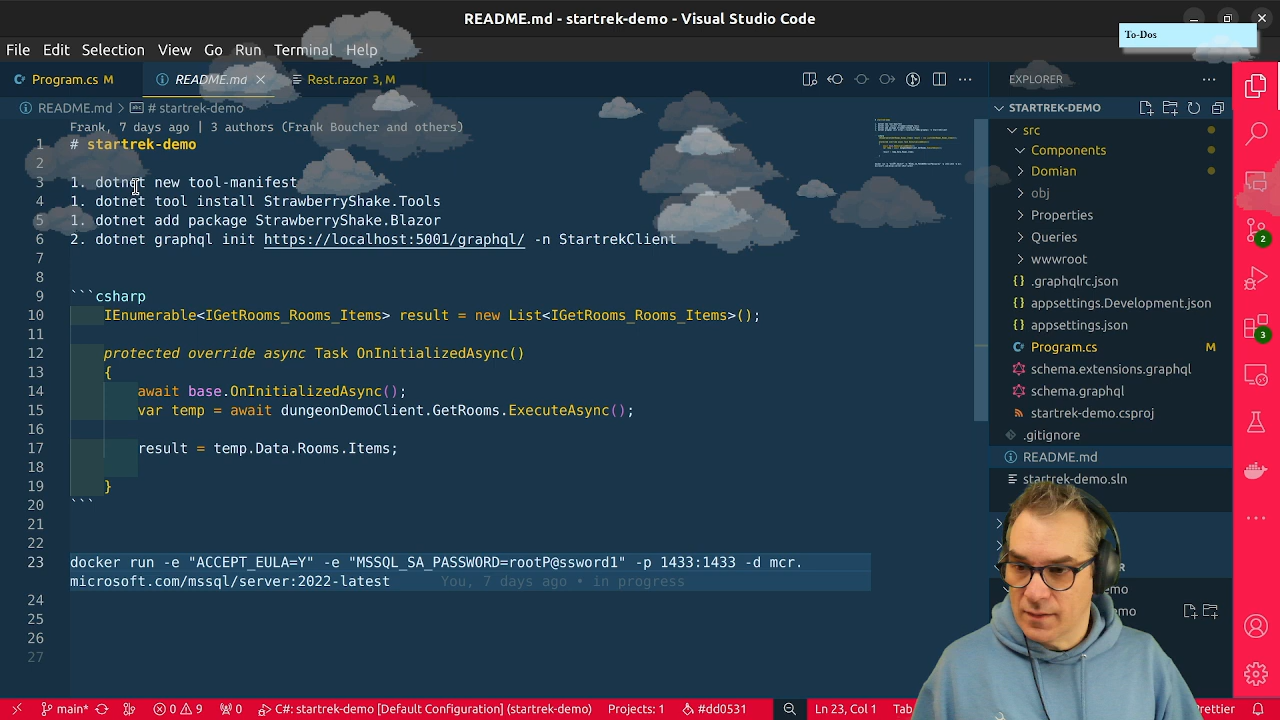 README.md - startrek-demo - Visual Studio Code
To-Dos
File Edit Selection View Go Run Terminal Help
Program.cs M
README.md
Rest.razor 3, M
EXPLORER
README.md > # startrek-demo
STARTREK-DEMO
Frank, 7 days ago | 3 authors (Frank Boucher and others)
1 # startrek-demo
2
3 1. dotnet new tool-manifest
4 1. dotnet tool install StrawberryShake.Tools
5 1. dotnet add package StrawberryShake.Blazor
6 2. dotnet graphql init https://localhost:5001/graphql/ -n StartrekClient
7
8
9 ```csharp
10 IEnumerable<IGetRooms_Rooms_Items> result = new List<IGetRooms_Rooms_Items>();
11
12 protected override async Task OnInitializedAsync()
13 {
14 await base.OnInitializedAsync();
15 var temp = await dungeonDemoClient.GetRooms.ExecuteAsync();
16
17 result = temp.Data.Rooms.Items;
18
19 }
20 ```
21
22
23 docker run -e "ACCEPT_EULA=Y" -e "MSSQL_SA_PASSWORD=rootP@ssword1" -p 1433:1433 -d mcr.
microsoft.com/mssql/server:2022-latest You, 7 days ago • in progress
24
25
26
27
src
Components
Domian
obj
Properties
Queries
wwwroot
.graphqlrc.json
appsettings.Development.json
appsettings.json
Program.cs M
schema.extensions.graphql
schema.graphql
startrek-demo.csproj
.gitignore
README.md
startrek-demo.sln
2
3
main* 0 9 0 C#: startrek-demo [Default Configuration] (startrek-demo) Projects: 1 #dd0531 Ln 23, Col 1